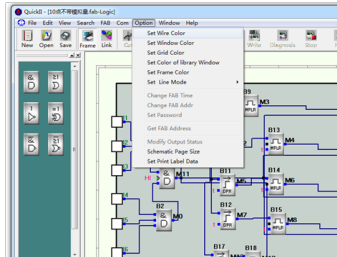 QuickII - [10点不带模拟量.fab-Logic]
File Edit View Search FAB Com Option Window Help
New Open Save Frame Link Write Diagnosis Stop
Set Wire Color
Set Window Color
Set Grid Color
Set Color of library Window
Set Frame Color
Set Line Mode
Change FAB Time
Change FAB Addr
Set Password
Get FAB Address
Modify Output Status
Schematic Page Size
Set Print Label Data
M3
B13
M4
HI
M11
B11
M5
B14
M6
B2
M0
B12
M7
B15
M8
B17
B18